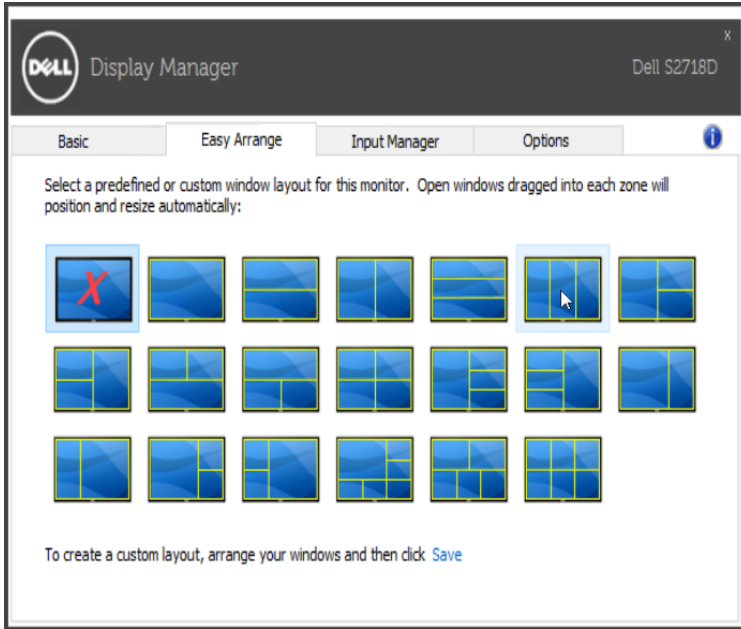 x
DELL Display Manager Dell S2718D
Basic Easy Arrange Input Manager Options i
Select a predefined or custom window layout for this monitor. Open windows dragged into each zone will
position and resize automatically:
X
To create a custom layout, arrange your windows and then click Save